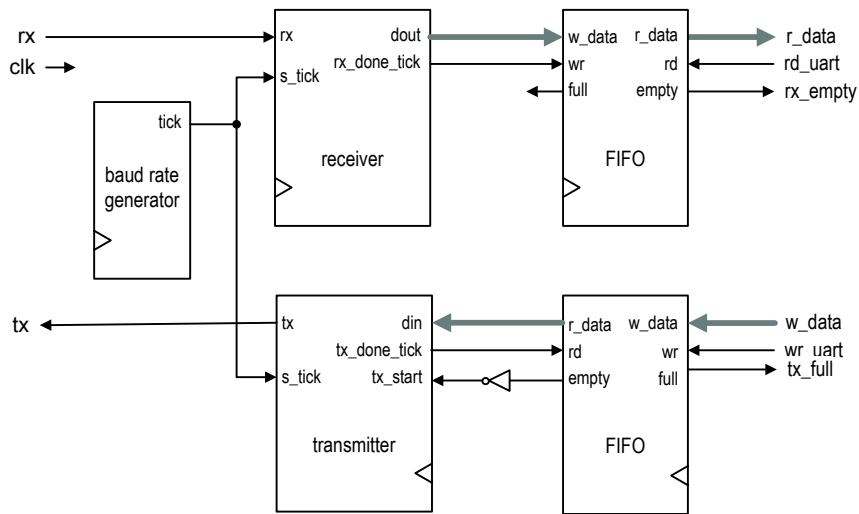 rx
clk
rx
dout
rx_done_tick
s_tick
receiver
w_data
r_data
wr
rd
full
empty
FIFO
r_data
rd_uart
rx_empty
tick
baud rate
generator
tx
tx
din
tx_done_tick
s_tick
tx_start
transmitter
r_data
w_data
rd
wr
empty
full
FIFO
w_data
wr_uart
tx_full